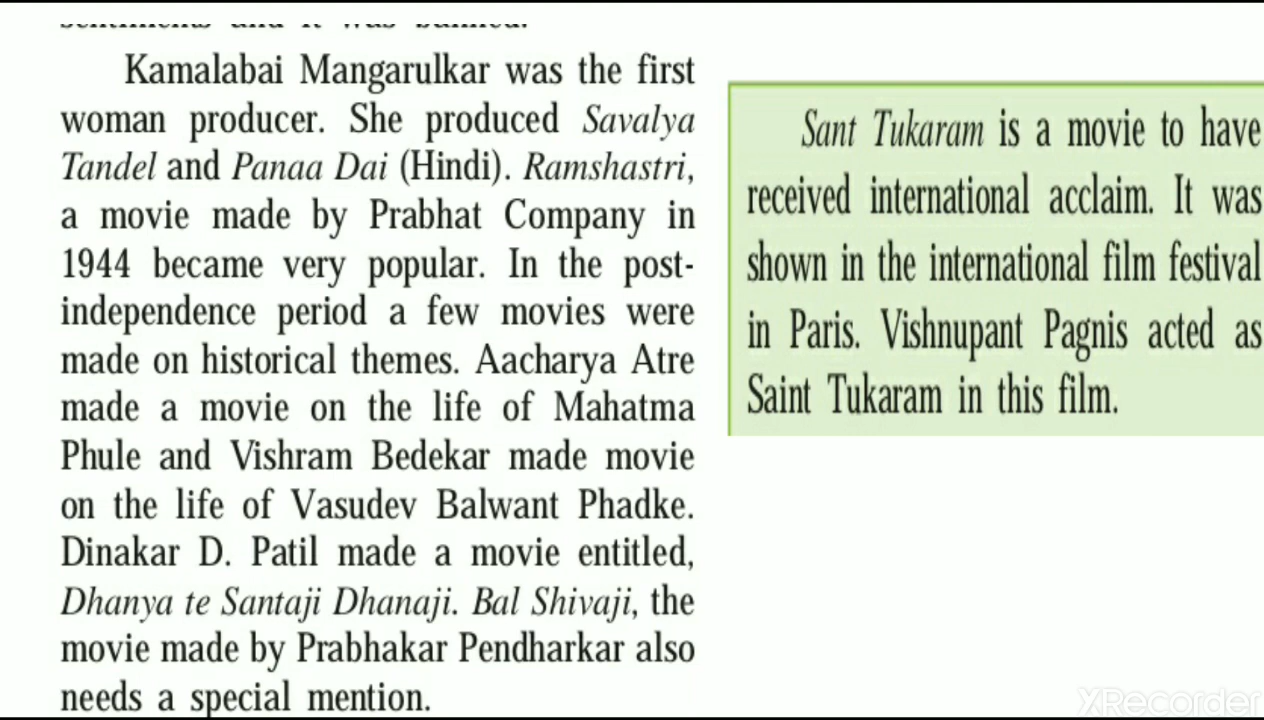 sentiments and it was banned.
Kamalabai Mangarulkar was the first
woman producer. She produced Savalya
Tandel and Panaa Dai (Hindi). Ramshastri,
a movie made by Prabhat Company in
1944 became very popular. In the post-
independence period a few movies were
made on historical themes. Aacharya Atre
made a movie on the life of Mahatma
Phule and Vishram Bedekar made movie
on the life of Vasudev Balwant Phadke.
Dinakar D. Patil made a movie entitled,
Dhanya te Santaji Dhanaji. Bal Shivaji, the
movie made by Prabhakar Pendharkar also
needs a special mention.
Sant Tukaram is a movie to have
received international acclaim. It was
shown in the international film festival
in Paris. Vishnupant Pagnis acted as
Saint Tukaram in this film.
XRecorder